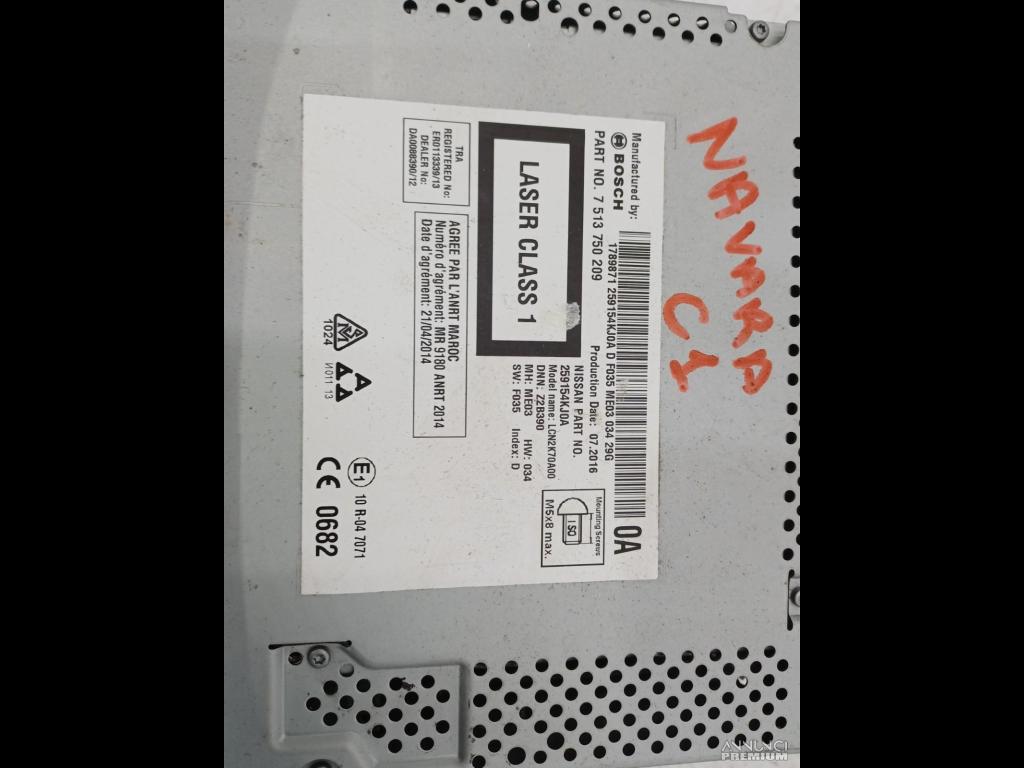 NAVARA
C1
Manufactured by:
BOSCH
PART NO. 7 513 750 209
1789871 259154KJ0A D F035 ME03 034 29G
0A
Production Date: 07.2016
NISSAN PART NO.
259154KJ0A
Model name: LCN2K70A00
DNN: Z2B390
MH: ME03 HW: 034
SW: F035 Index: D
Mounting Screws
ISO
M5x8 max.
LASER CLASS 1
TRA
REGISTERED No:
ER0113339/13
DEALER No:
DA0088390/12
AGREE PAR L'ANRT MAROC
Numéro d'agrément: MR 9180 ANRT 2014
Date d'agrément: 21/04/2014
1024
И011 13
E1 10 R-04 7071
CE 0682
ANNUNCI
PREMIUM